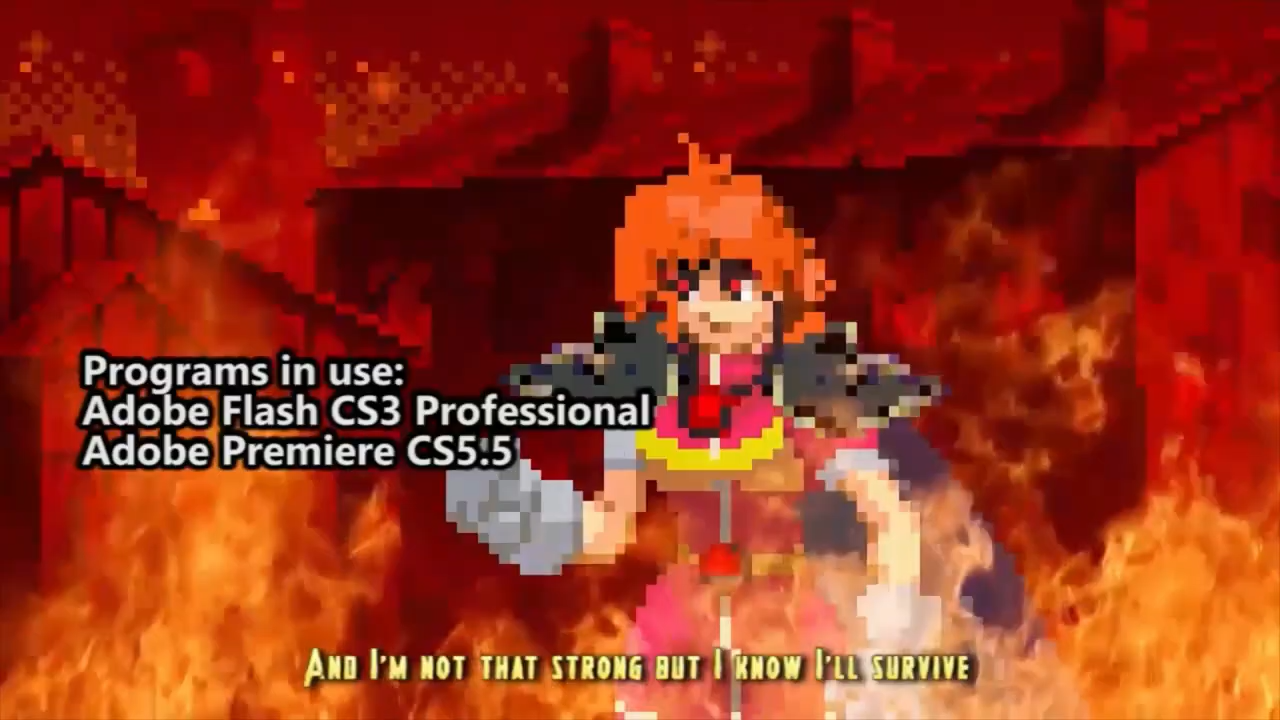 Programs in use:
Adobe Flash CS3 Professional
Adobe Premiere CS5.5
And I'm not that strong but I know I'll survive